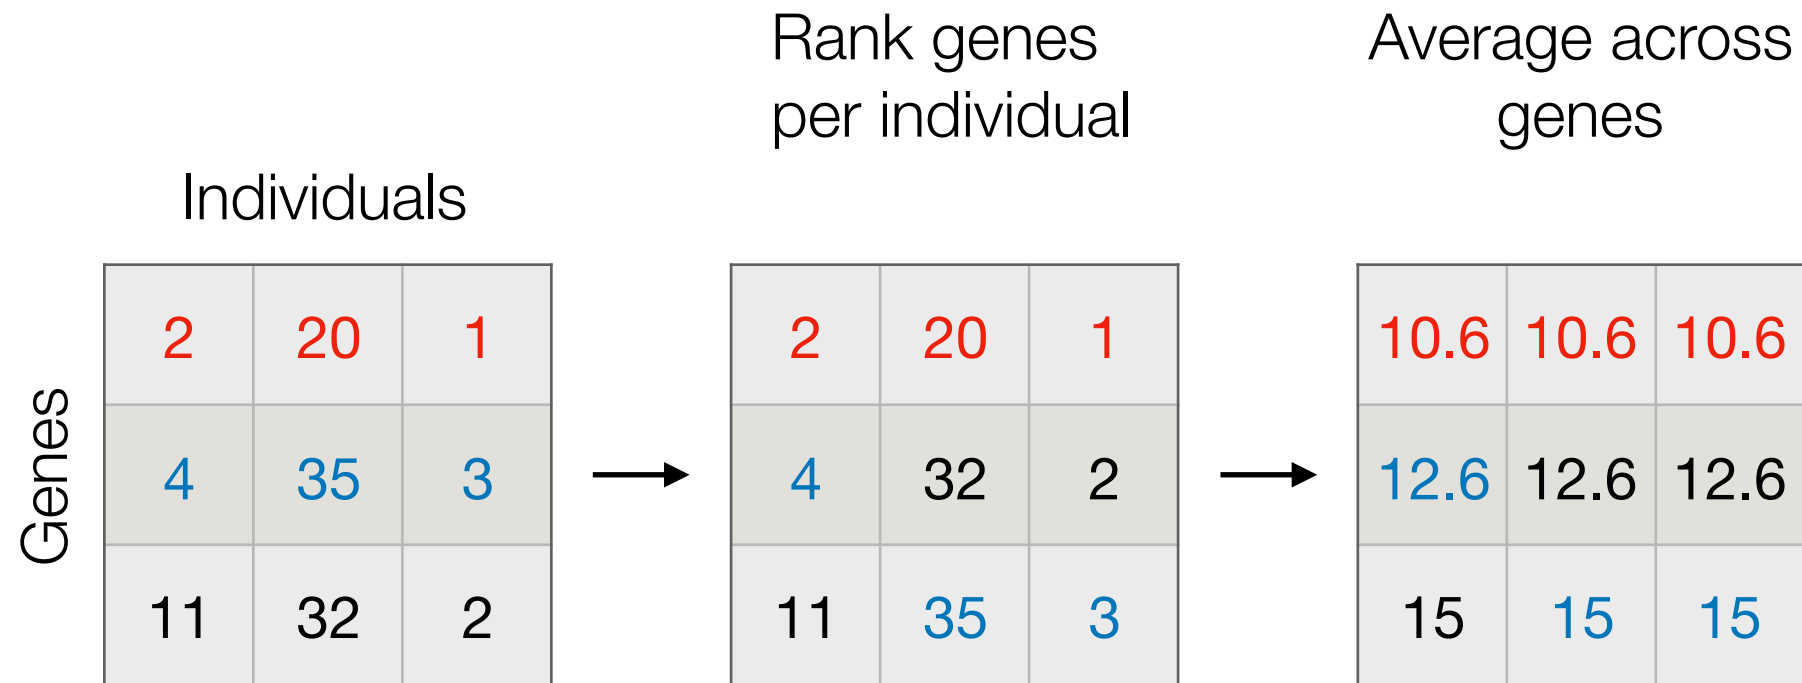 Rank genes
per individual
Average across
genes
Individuals
Genes
2 20 1
4 35 3
11 32 2
2 20 1
4 32 2
11 35 3
10.6 10.6 10.6
12.6 12.6 12.6
15 15 15